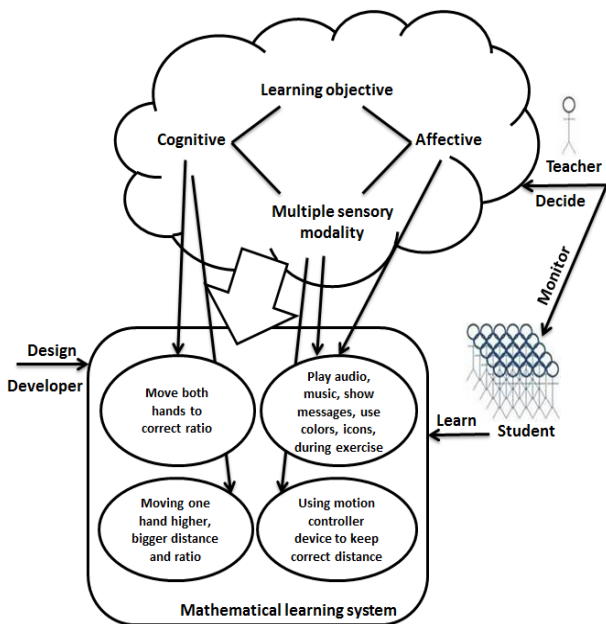 Learning objective
Cognitive
Affective
Multiple sensory
modality
Teacher
Decide
Monitor
Design
Developer
Move both
hands to
correct ratio
Play audio,
music, show
messages, use
colors, icons,
during exercise
Learn
Student
Moving one
hand higher,
bigger distance
and ratio
Using motion
controller
device to keep
correct distance
Mathematical learning system